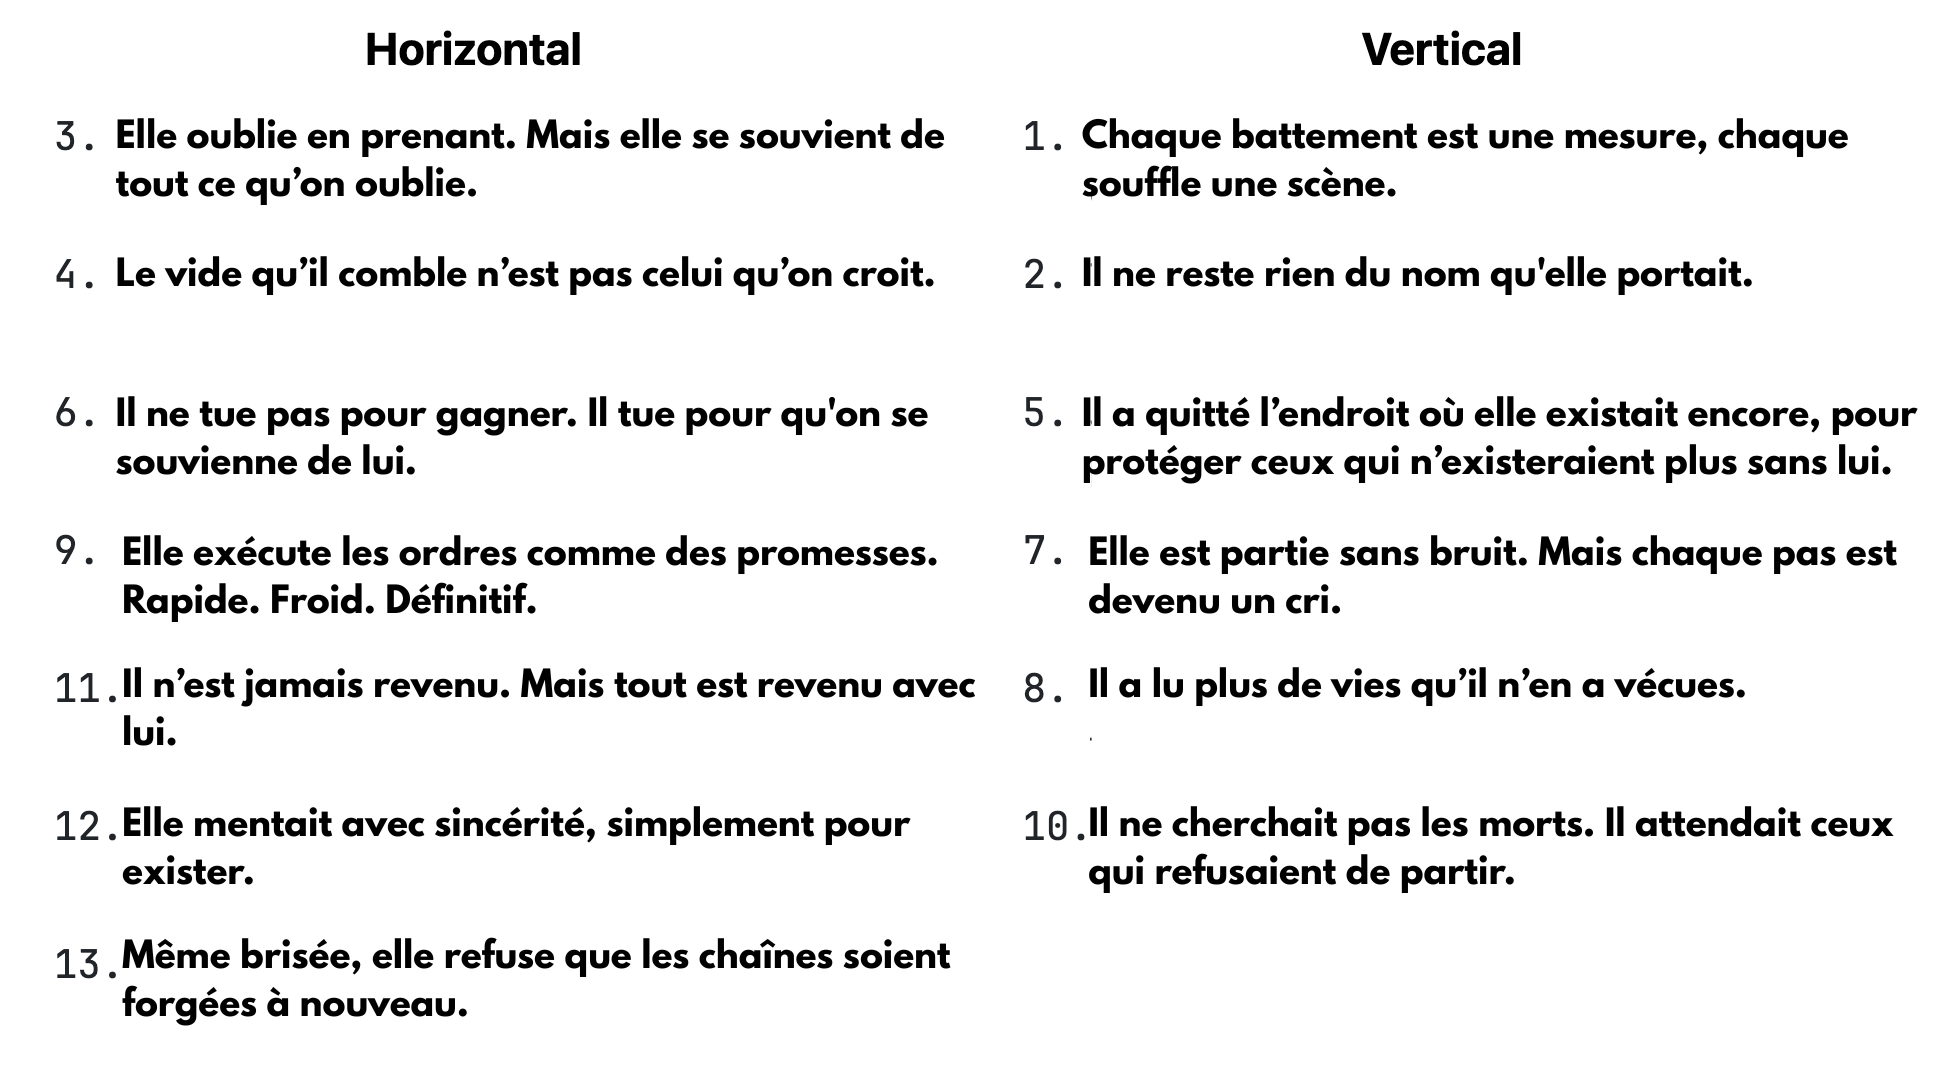 Horizontal
3. Elle oublie en prenant. Mais elle se souvient de
tout ce qu’on oublie.
4. Le vide qu’il comble n’est pas celui qu’on croit.
6. Il ne tue pas pour gagner. Il tue pour qu'on se
souvienne de lui.
9. Elle exécute les ordres comme des promesses.
Rapide. Froid. Définitif.
11. Il n’est jamais revenu. Mais tout est revenu avec
lui.
12. Elle mentait avec sincérité, simplement pour
exister.
13. Même brisée, elle refuse que les chaînes soient
forgées à nouveau.
Vertical
1. Chaque battement est une mesure, chaque
souffle une scène.
2. Il ne reste rien du nom qu'elle portait.
5. Il a quitté l’endroit où elle existait encore, pour
protéger ceux qui n’existeraient plus sans lui.
7. Elle est partie sans bruit. Mais chaque pas est
devenu un cri.
8. Il a lu plus de vies qu’il n’en a vécues.
10. Il ne cherchait pas les morts. Il attendait ceux
qui refusaient de partir.